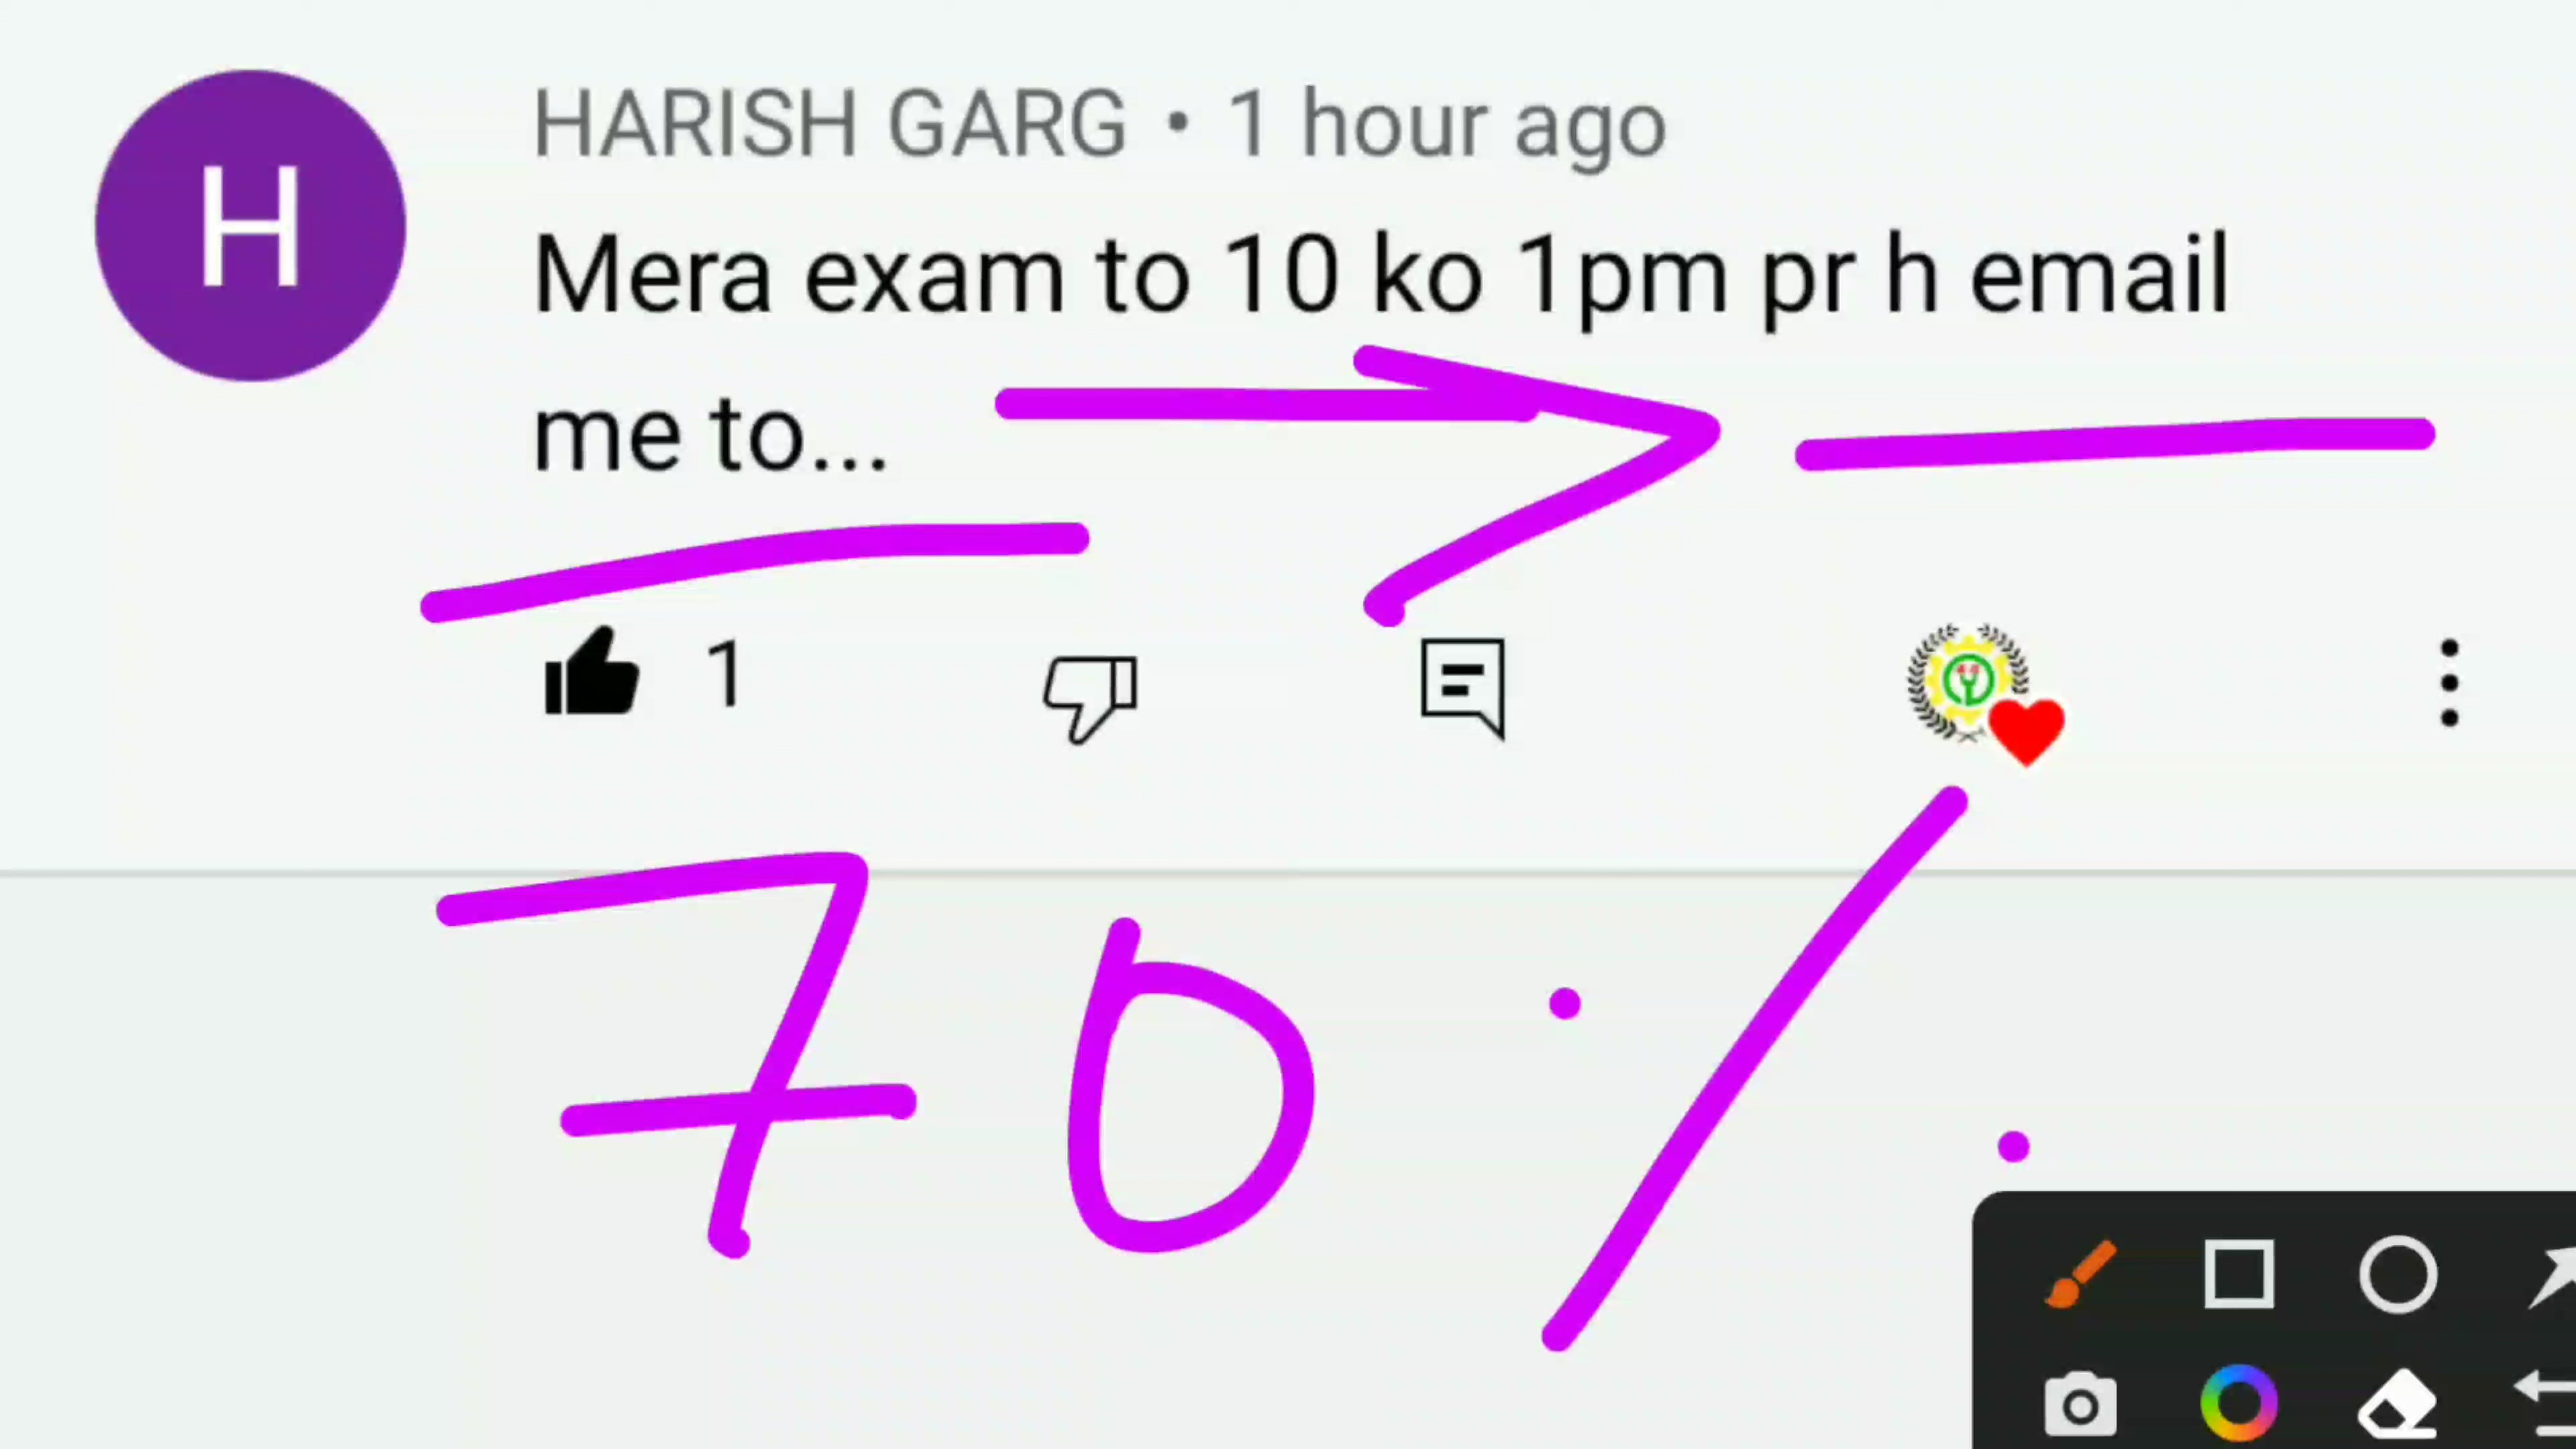 H
HARISH GARG • 1 hour ago
Mera exam to 10 ko 1pm pr h email
me to...
1
70 %